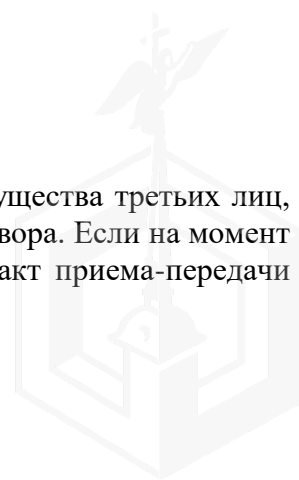 ущества третьих лиц,
вора. Если на момент
акт приема-передачи